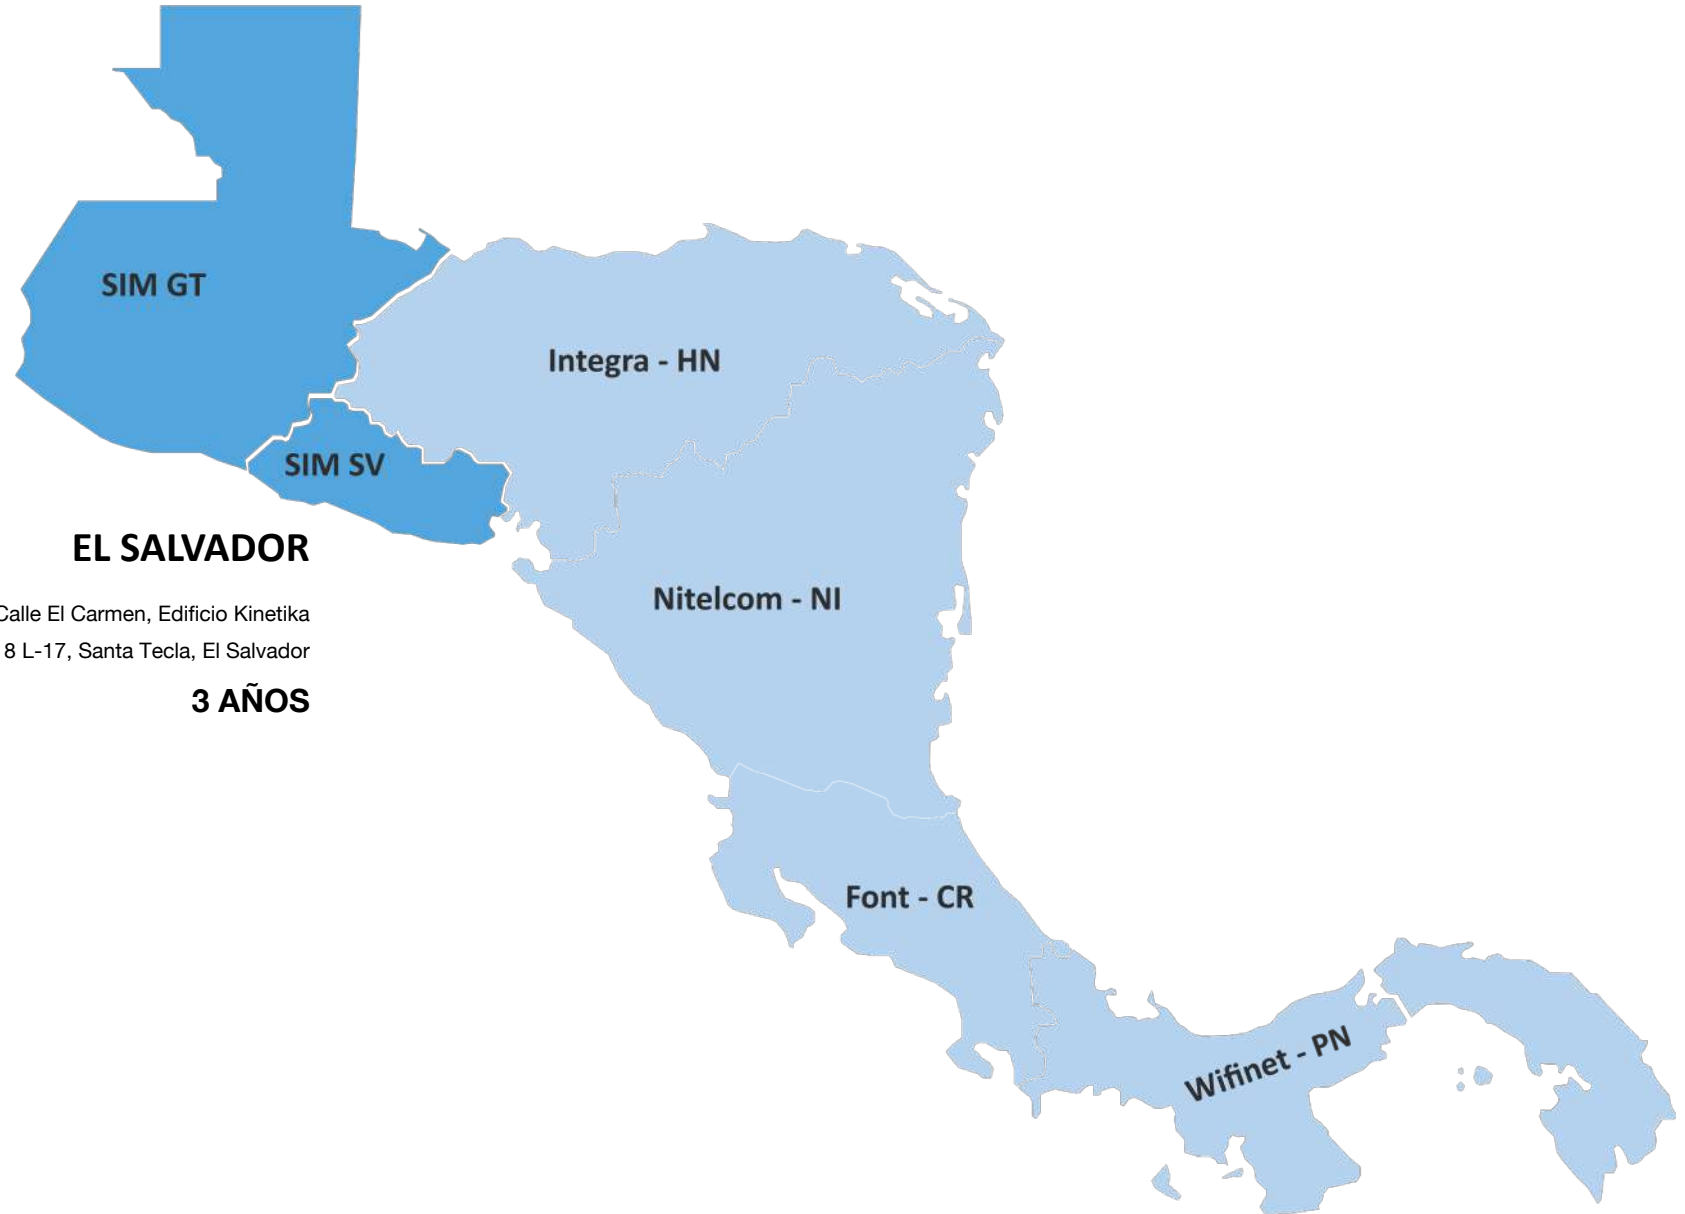 SIM GT
Integra - HN
SIM SV
EL SALVADOR
Calle El Carmen, Edificio Kinetika
8 L-17, Santa Tecla, El Salvador
3 AÑOS
Nitelcom - NI
Font - CR
Wifinet - PN